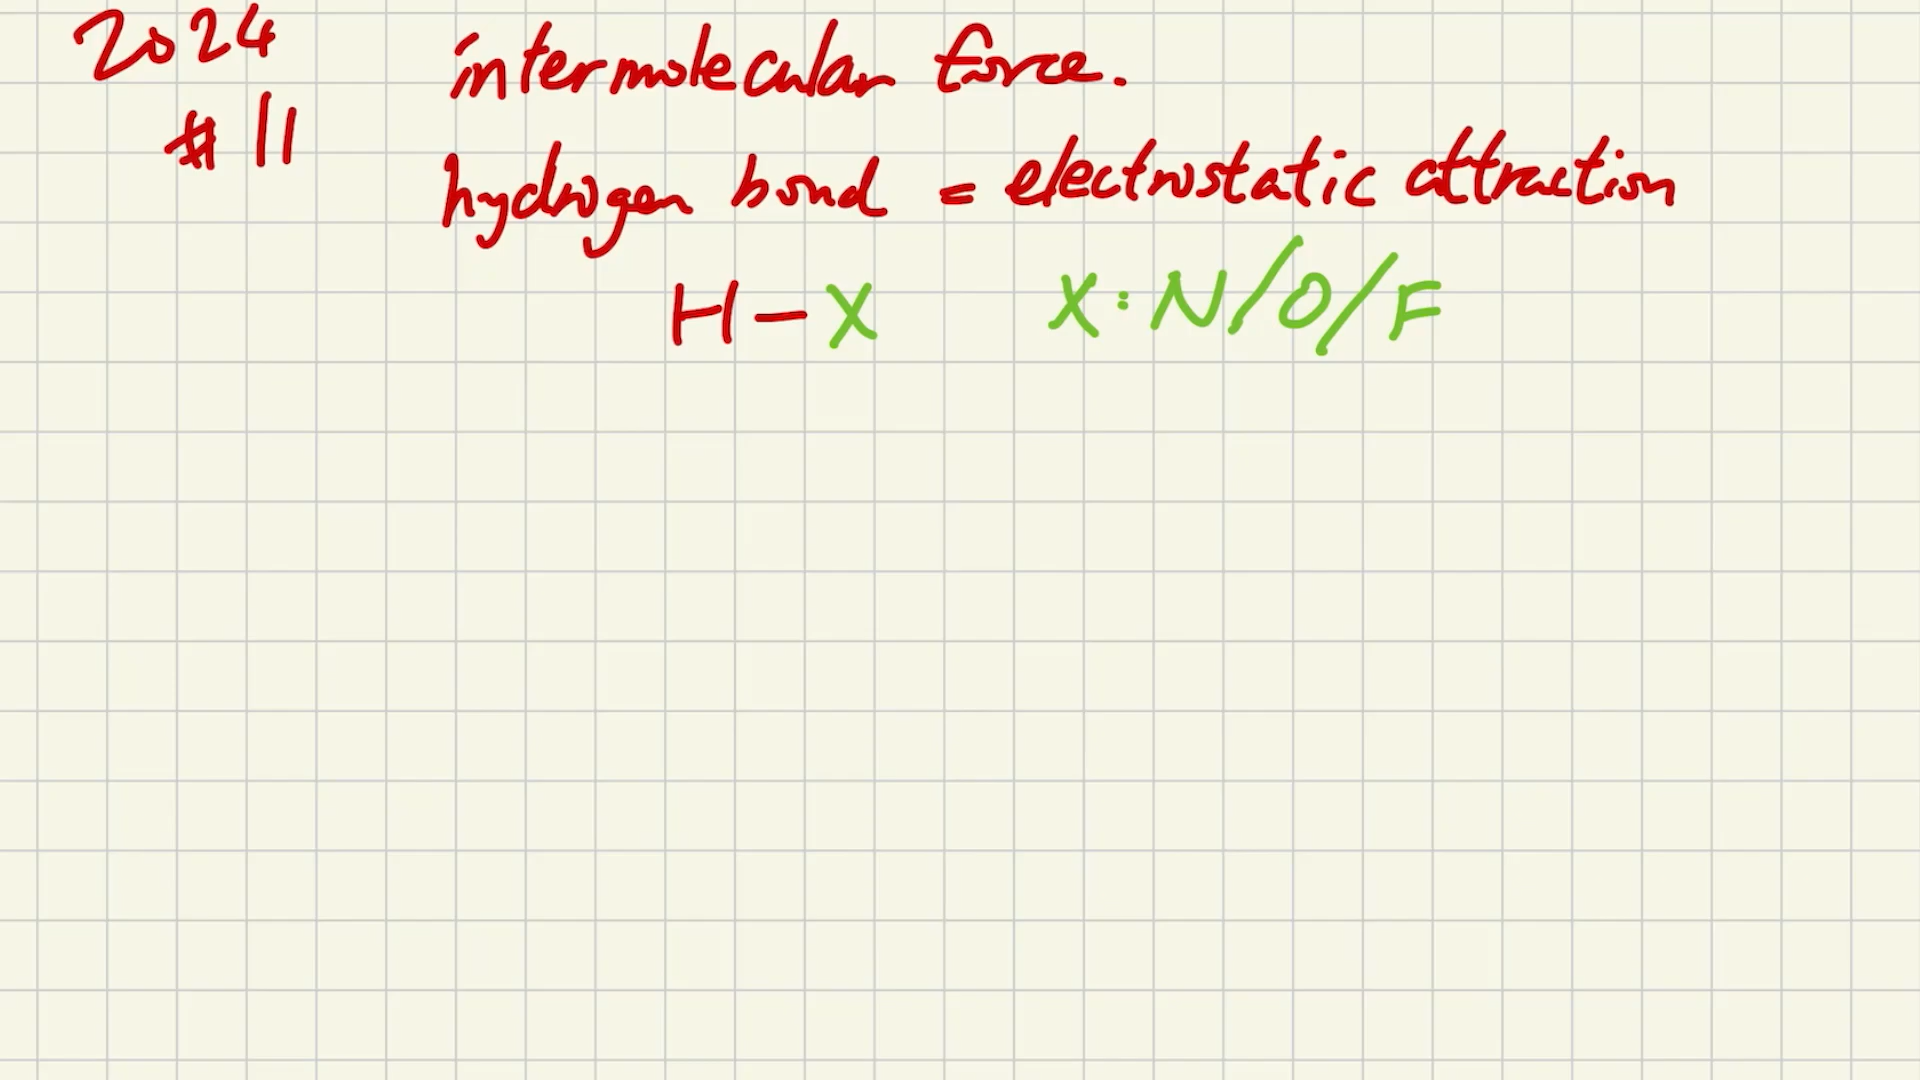 2024
#11
intermolecular force.
hydrogen bond = electrostatic attraction
H-X X:N/O/F